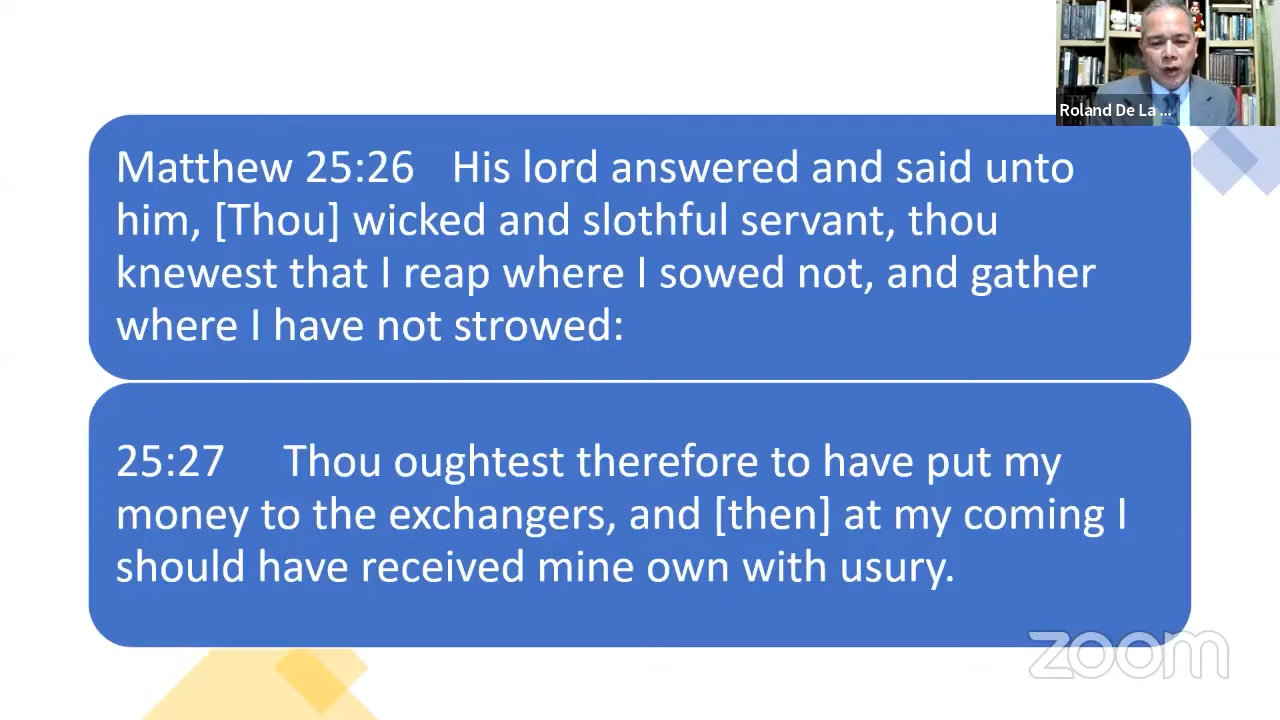 Roland De La ...
Matthew 25:26 His lord answered and said unto
him, [Thou] wicked and slothful servant, thou
knewest that I reap where I sowed not, and gather
where I have not strowed:
25:27 Thou oughtest therefore to have put my
money to the exchangers, and [then] at my coming I
should have received mine own with usury.
zoom